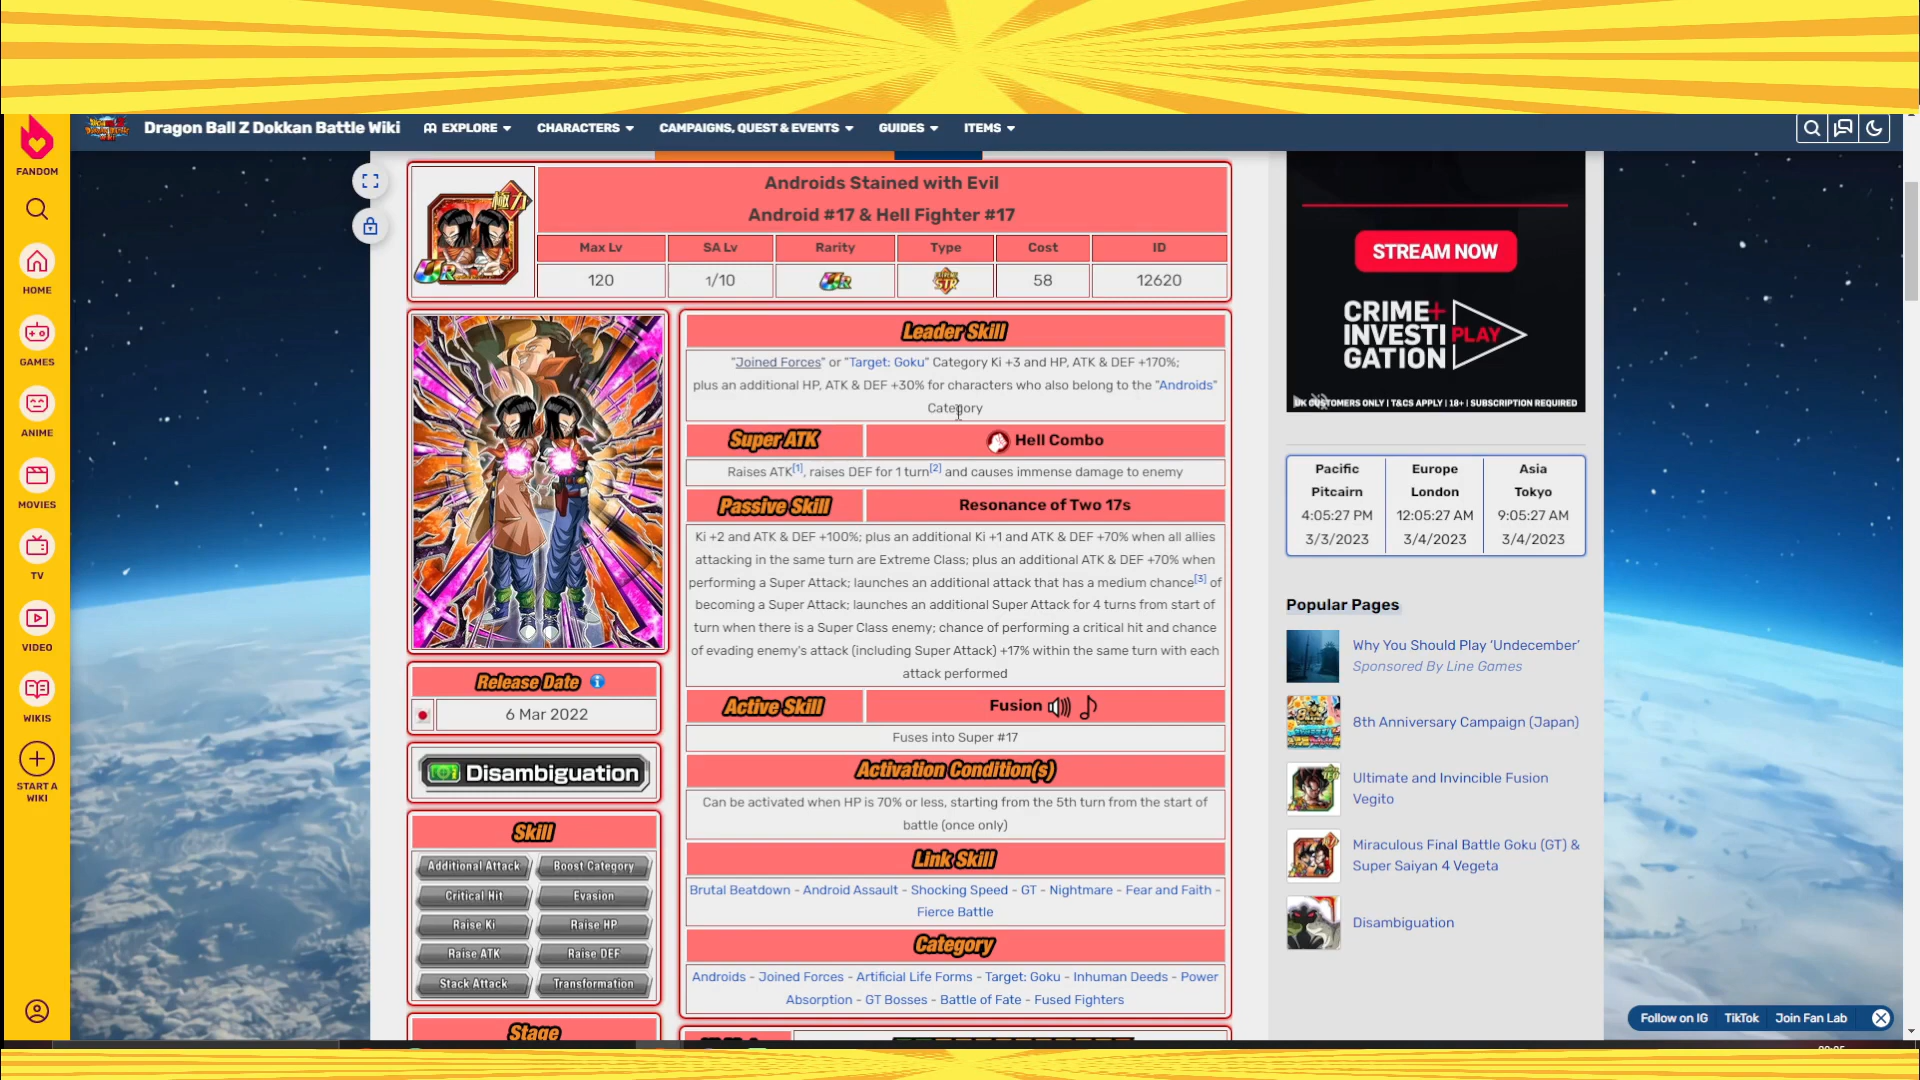 Dragon Ball Z Dokkan Battle Wiki
EXPLORE
CHARACTERS
CAMPAIGNS, QUEST & EVENTS
GUIDES
ITEMS
FANDOM
HOME
GAMES
ANIME
MOVIES
TV
VIDEO
WIKIS
START A
WIKI
Androids Stained with Evil
Android #17 & Hell Fighter #17
Max Lv
SA Lv
Rarity
Type
Cost
ID
120
1/10
UR
STR
58
12620
Leader Skill
"Joined Forces" or "Target: Goku" Category Ki +3 and HP, ATK & DEF +170%;
plus an additional HP, ATK & DEF +30% for characters who also belong to the "Androids"
Category
Super ATK
Hell Combo
Raises ATK[1], raises DEF for 1 turn[2] and causes immense damage to enemy
Passive Skill
Resonance of Two 17s
Ki +2 and ATK & DEF +100%; plus an additional Ki +1 and ATK & DEF +70% when all allies
attacking in the same turn are Extreme Class; plus an additional ATK & DEF +70% when
performing a Super Attack; launches an additional attack that has a medium chance[3] of
becoming a Super Attack; launches an additional Super Attack for 4 turns from start of
turn when there is a Super Class enemy; chance of performing a critical hit and chance
of evading enemy's attack (including Super Attack) +17% within the same turn with each
attack performed
Active Skill
Fusion
Fuses into Super #17
Activation Condition(s)
Can be activated when HP is 70% or less, starting from the 5th turn from the start of
battle (once only)
Link Skill
Brutal Beatdown - Android Assault - Shocking Speed - GT - Nightmare - Fear and Faith -
Fierce Battle
Category
Androids - Joined Forces - Artificial Life Forms - Target: Goku - Inhuman Deeds - Power
Absorption - GT Bosses - Battle of Fate - Fused Fighters
Release Date
6 Mar 2022
Disambiguation
Skill
Additional Attack
Boost Category
Critical Hit
Evasion
Raise Ki
Raise HP
Raise ATK
Raise DEF
Stack Attack
Transformation
Stage
STREAM NOW
CRIME+
INVESTI
GATION
PLAY
UK CUSTOMERS ONLY | T&CS APPLY | 18+ | SUBSCRIPTION REQUIRED
Pacific
Pitcairn
4:05:27 PM
3/3/2023
Europe
London
12:05:27 AM
3/4/2023
Asia
Tokyo
9:05:27 AM
3/4/2023
Popular Pages
Why You Should Play 'Undecember'
Sponsored By Line Games
8th Anniversary Campaign (Japan)
Ultimate and Invincible Fusion
Vegito
Miraculous Final Battle Goku (GT) &
Super Saiyan 4 Vegeta
Disambiguation
Follow on IG
TikTok
Join Fan Lab